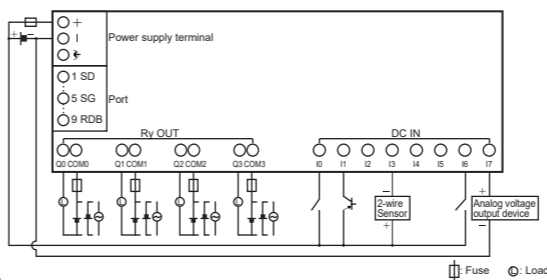 +
Power supply terminal
+ −
1 SD
5 SG Port
9 RDB
Ry OUT
DC IN
Q0 COM0 Q1 COM1 Q2 COM2 Q3 COM3 I0 I1 I2 I3 I4 I5 I6 I7
L L L L
−
2-wire
Sensor
+
+
Analog voltage
output device
−
: Fuse L: Load